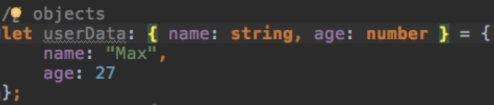 // objects
let userData: { name: string, age: number } = {
    name: "Max",
    age: 27
};